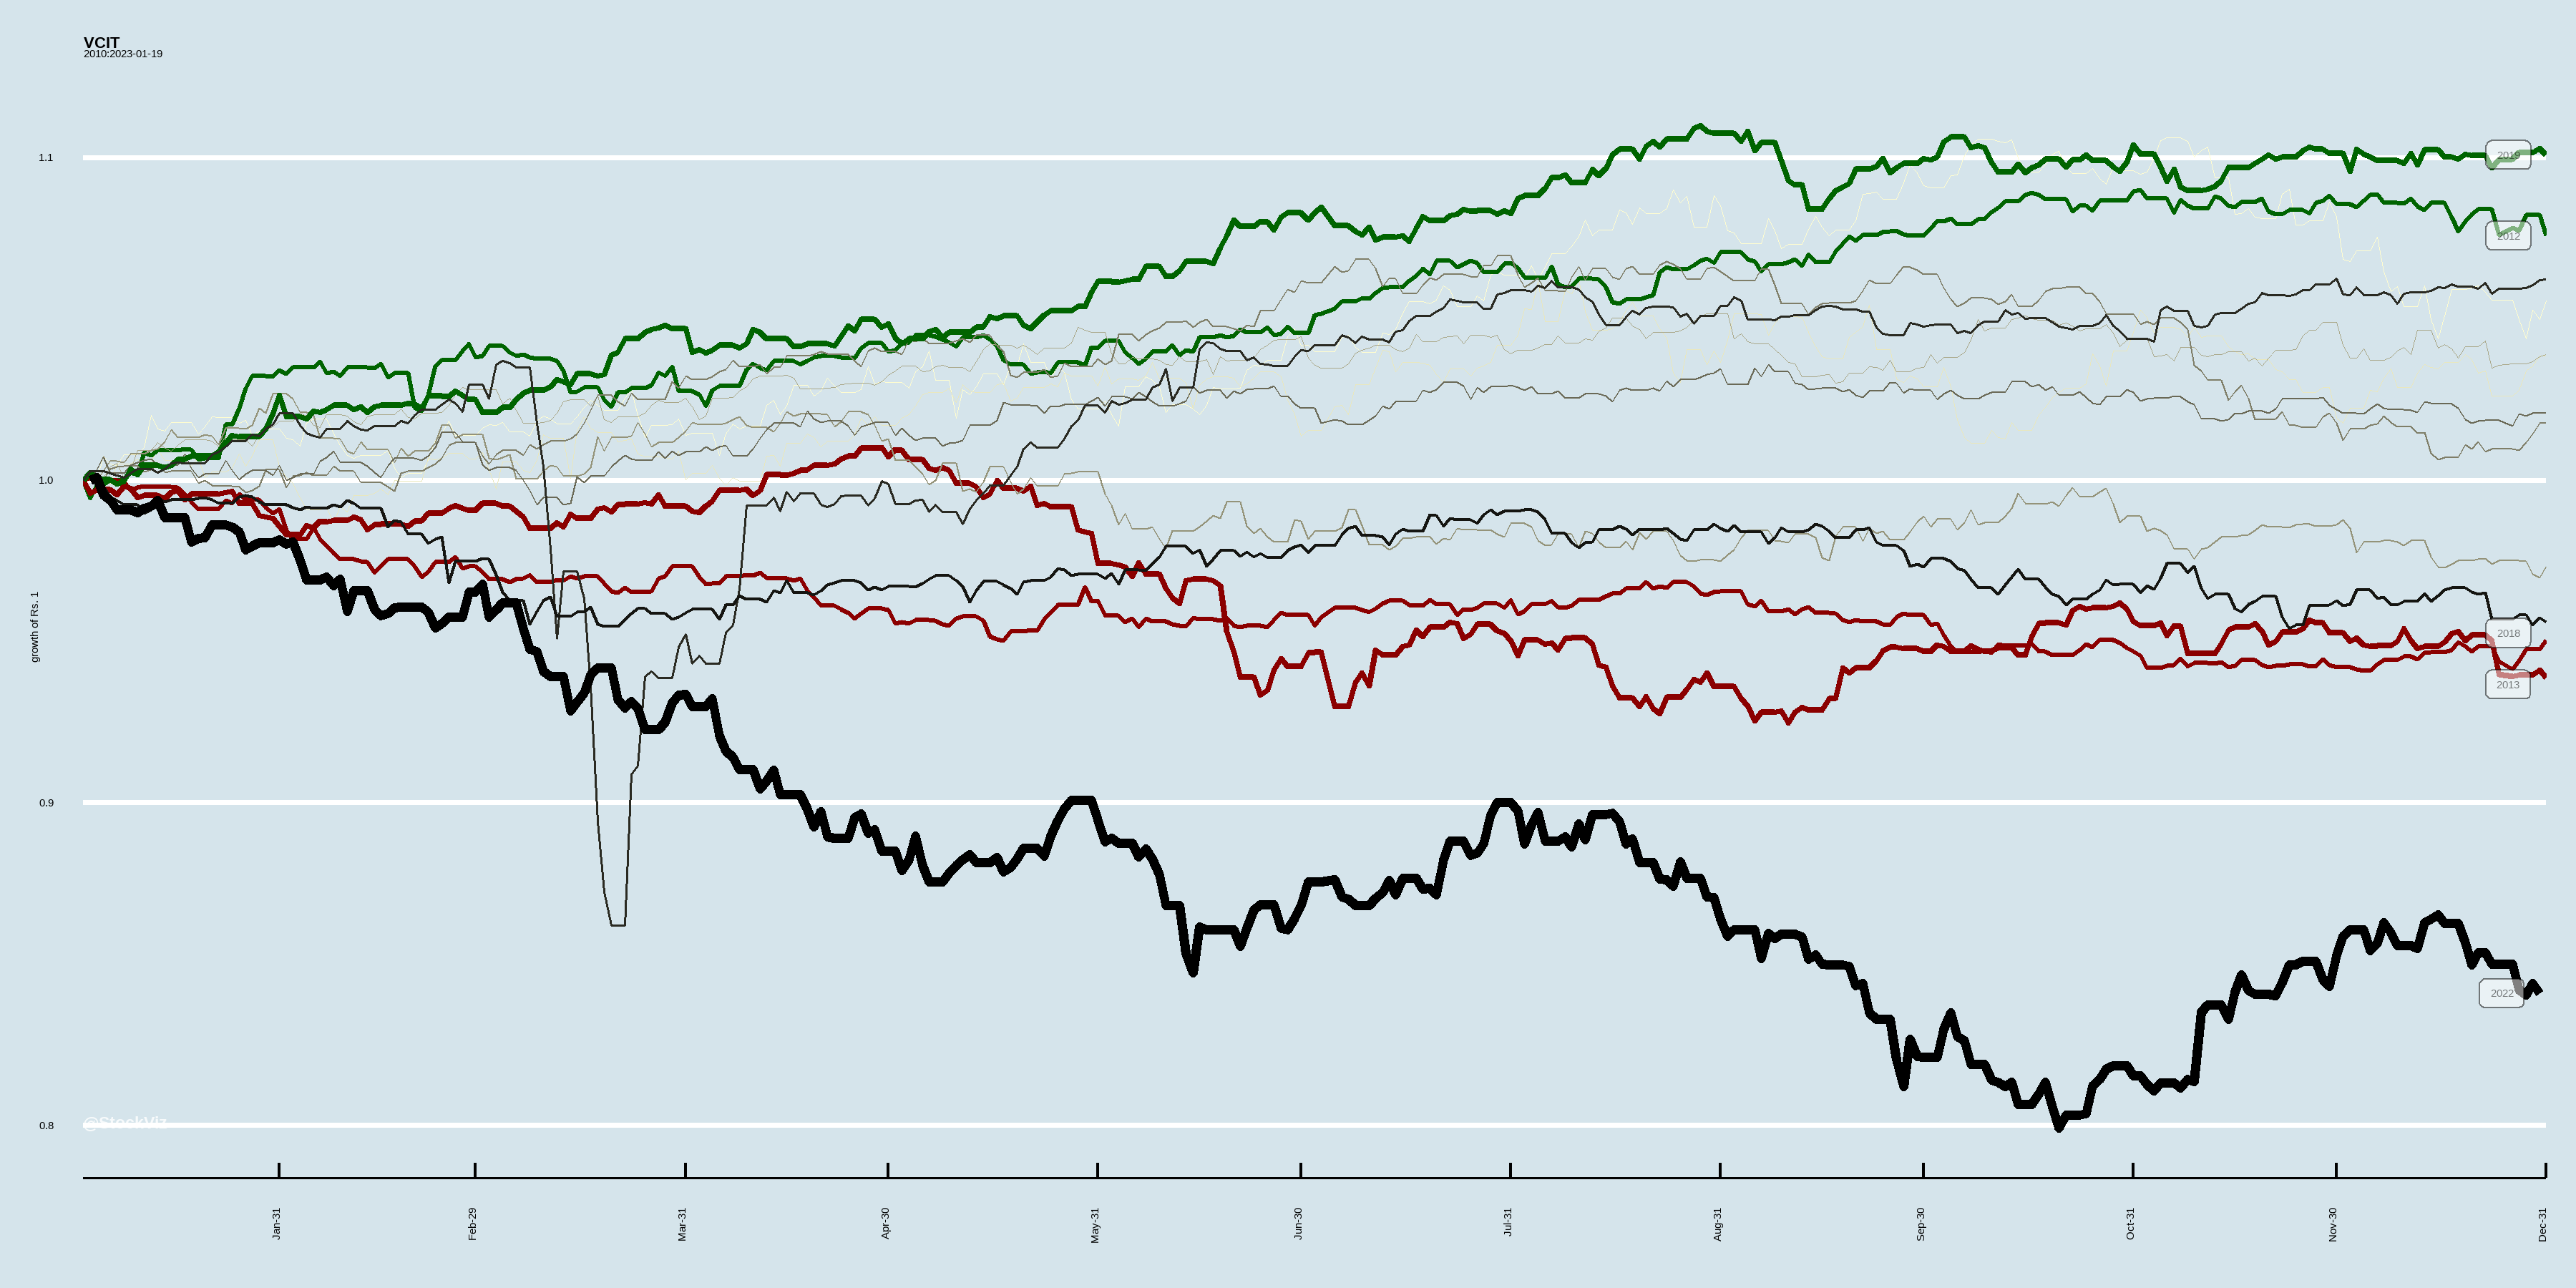 VCIT
2010:2023-01-19
1.1
1.0
0.9
0.8
growth of Rs. 1
2019
2012
2018
2013
2022
@StockViz
Jan-31
Feb-29
Mar-31
Apr-30
May-31
Jun-30
Jul-31
Aug-31
Sep-30
Oct-31
Nov-30
Dec-31